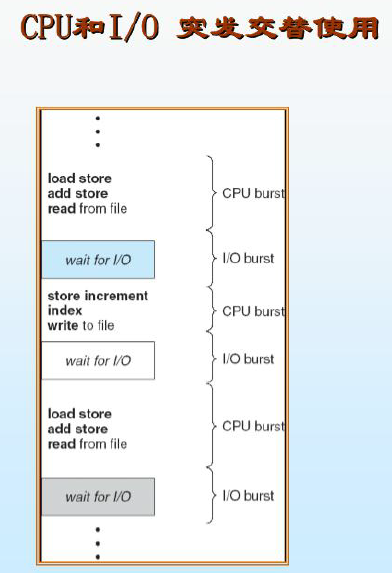 CPU和I/O 突发交替使用
load store
add store
read from file
CPU burst
wait for I/O
I/O burst
store increment
index
write to file
CPU burst
wait for I/O
I/O burst
load store
add store
read from file
CPU burst
wait for I/O
I/O burst